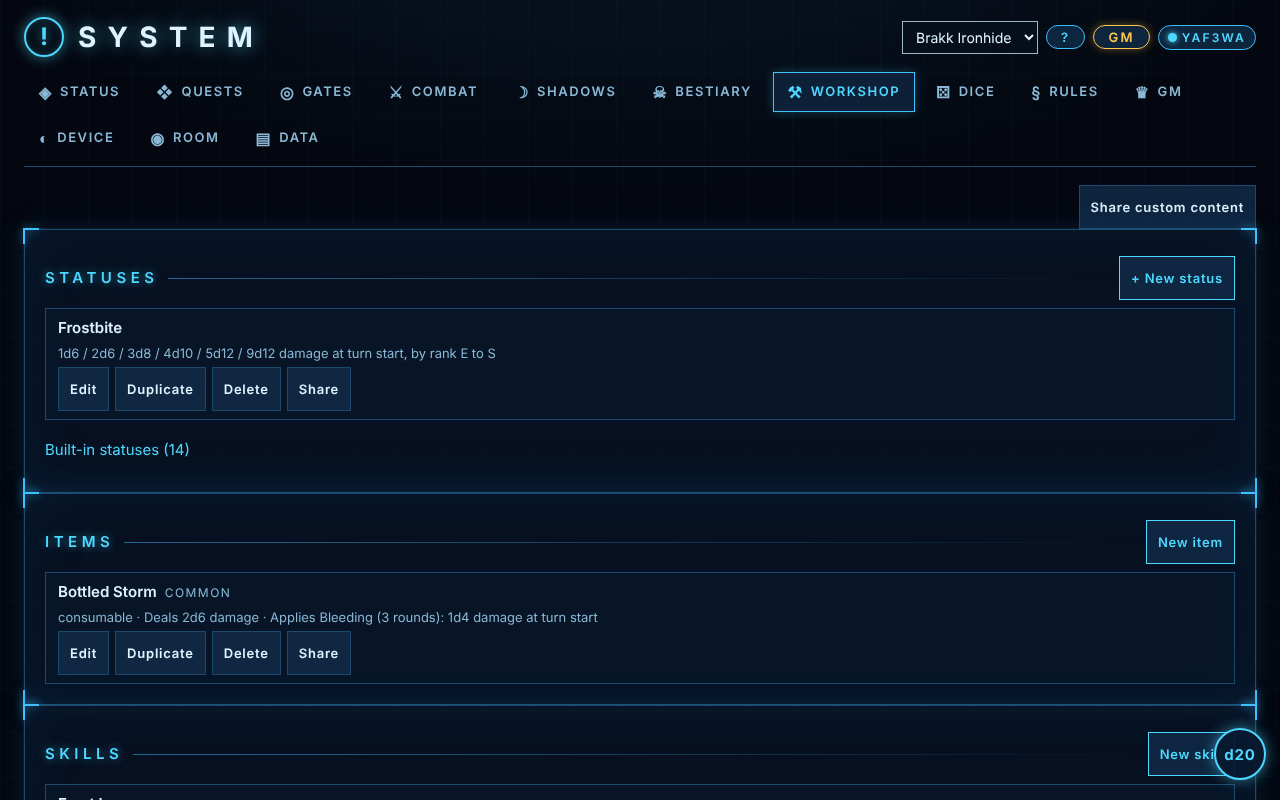 ! SYSTEM
Brakk Ironhide ? GM YAF3WA
STATUS QUESTS GATES COMBAT SHADOWS BESTIARY WORKSHOP DICE § RULES GM
DEVICE ROOM DATA
Share custom content
STATUSES
+ New status
Frostbite
1d6 / 2d6 / 3d8 / 4d10 / 5d12 / 9d12 damage at turn start, by rank E to S
Edit Duplicate Delete Share
Built-in statuses (14)
ITEMS
New item
Bottled Storm COMMON
consumable · Deals 2d6 damage · Applies Bleeding (3 rounds): 1d4 damage at turn start
Edit Duplicate Delete Share
SKILLS
New ski
d20